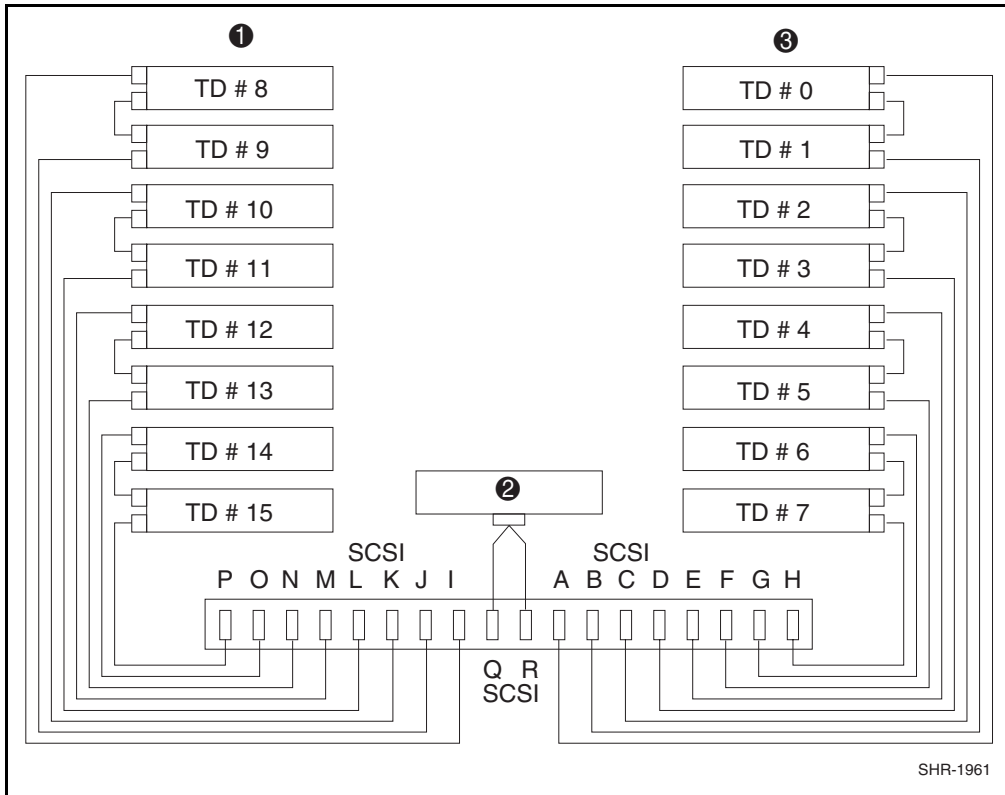 ❶ ❸
TD # 8 TD # 0
TD # 9 TD # 1
TD # 10 TD # 2
TD # 11 TD # 3
TD # 12 TD # 4
TD # 13 TD # 5
TD # 14 TD # 6
❷
TD # 15 TD # 7
SCSI SCSI
P O N M L K J I A B C D E F G H
Q R
SCSI
SHR-1961